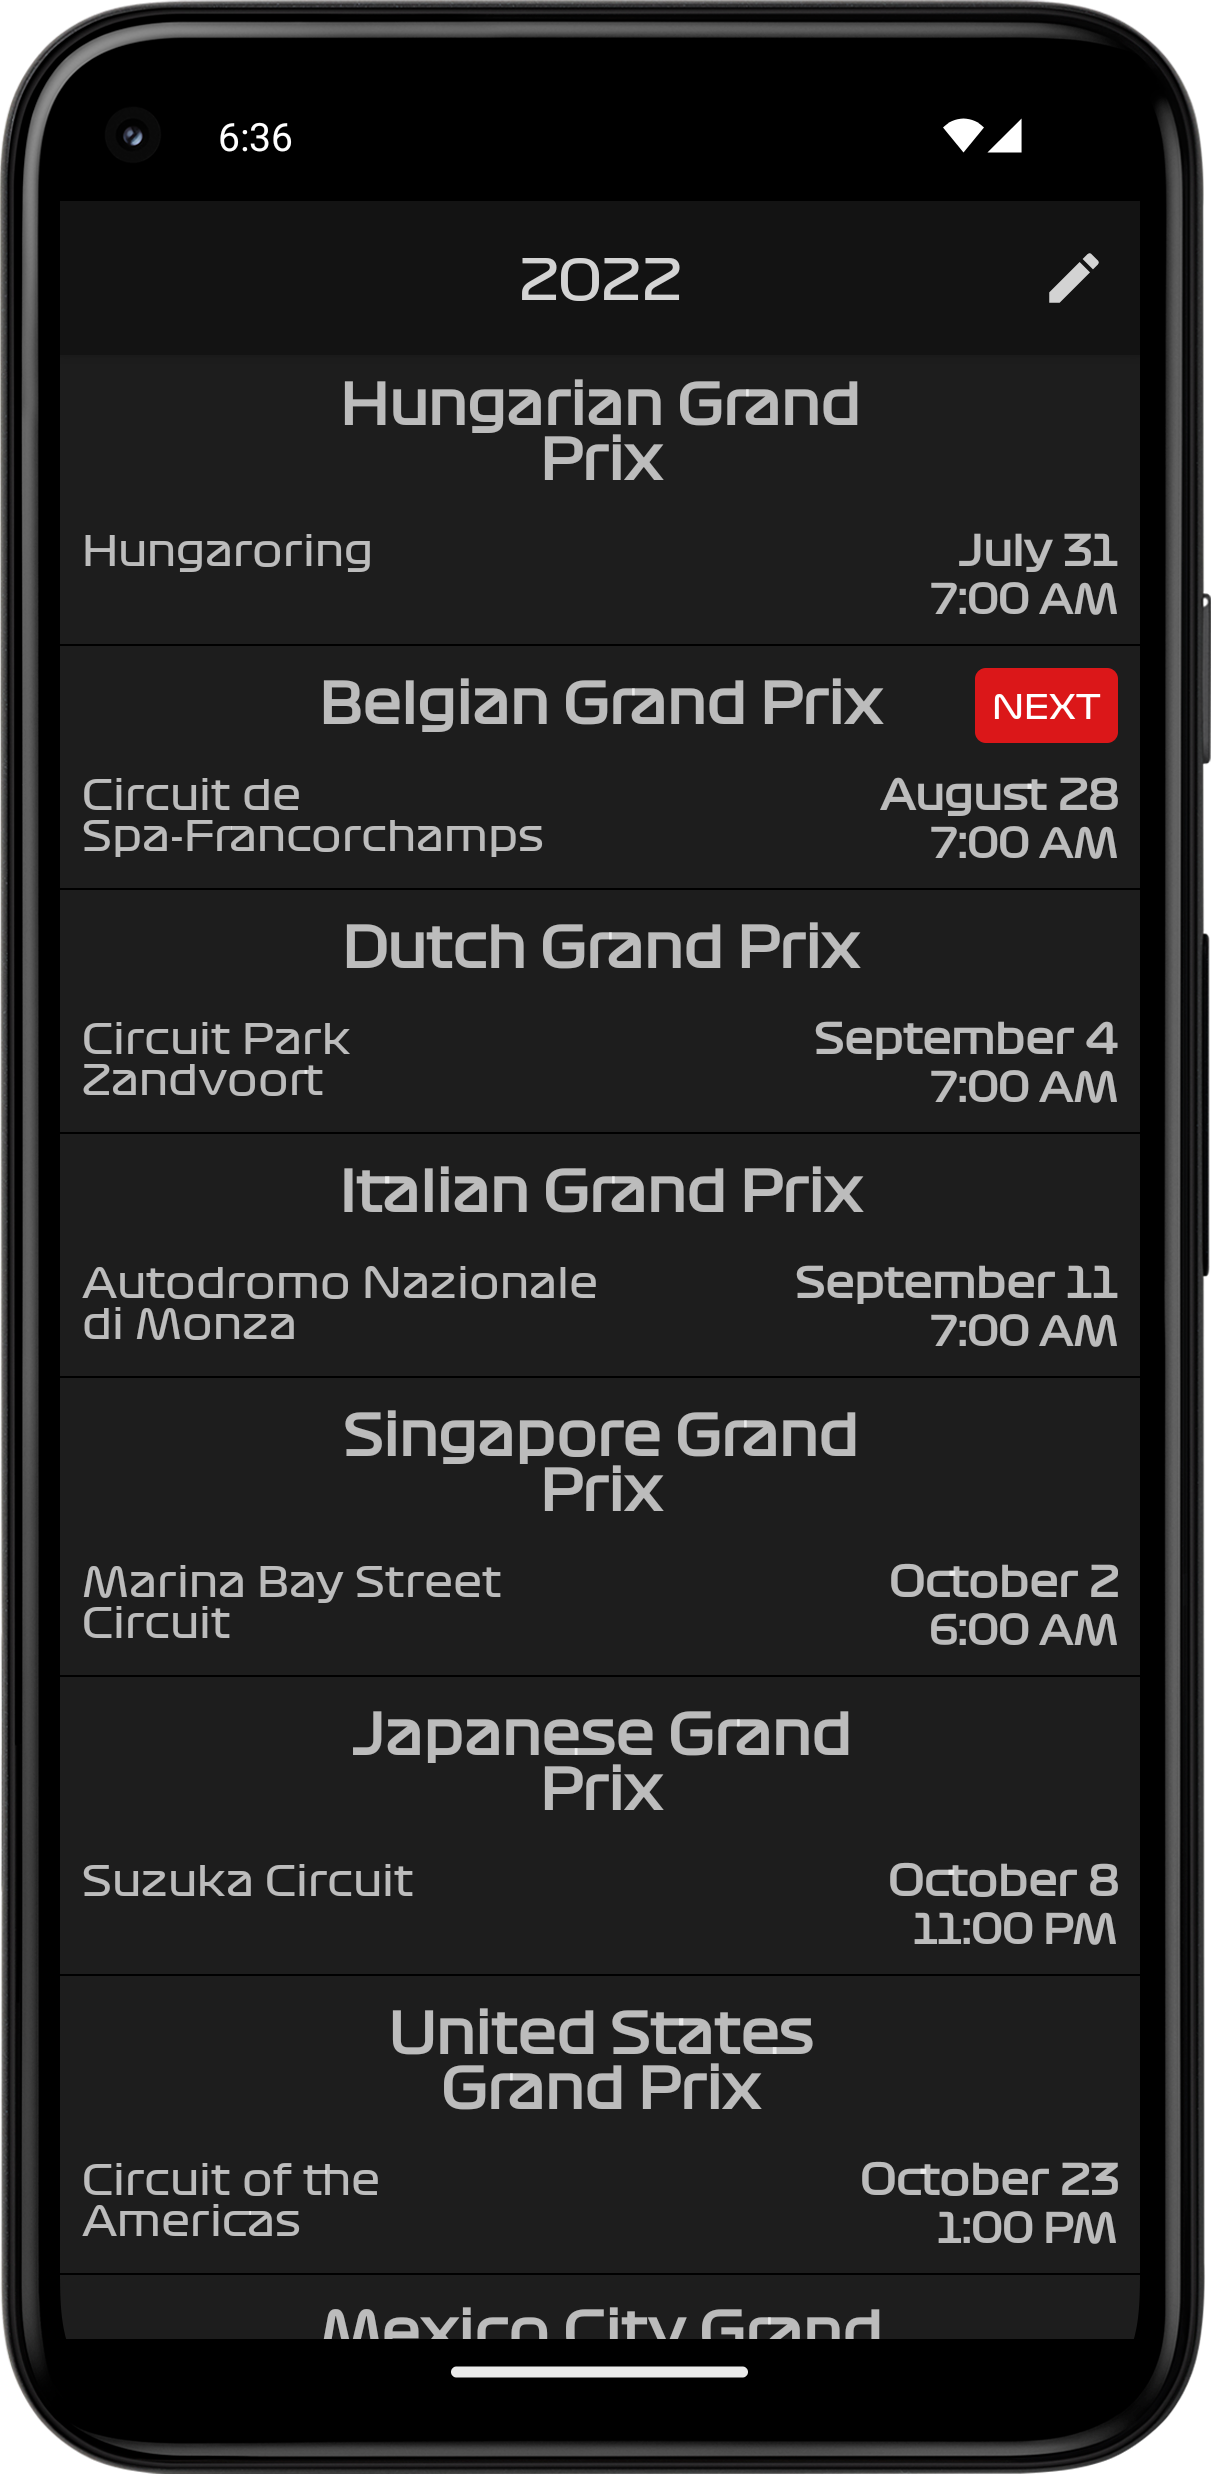 6:36
2022
Hungarian Grand
Prix
Hungaroring
July 31
7:00 AM
Belgian Grand Prix
NEXT
Circuit de
Spa-Francorchamps
August 28
7:00 AM
Dutch Grand Prix
Circuit Park
Zandvoort
September 4
7:00 AM
Italian Grand Prix
Autodromo Nazionale
di Monza
September 11
7:00 AM
Singapore Grand
Prix
Marina Bay Street
Circuit
October 2
6:00 AM
Japanese Grand
Prix
Suzuka Circuit
October 8
11:00 PM
United States
Grand Prix
Circuit of the
Americas
October 23
1:00 PM
Mexico City Grand